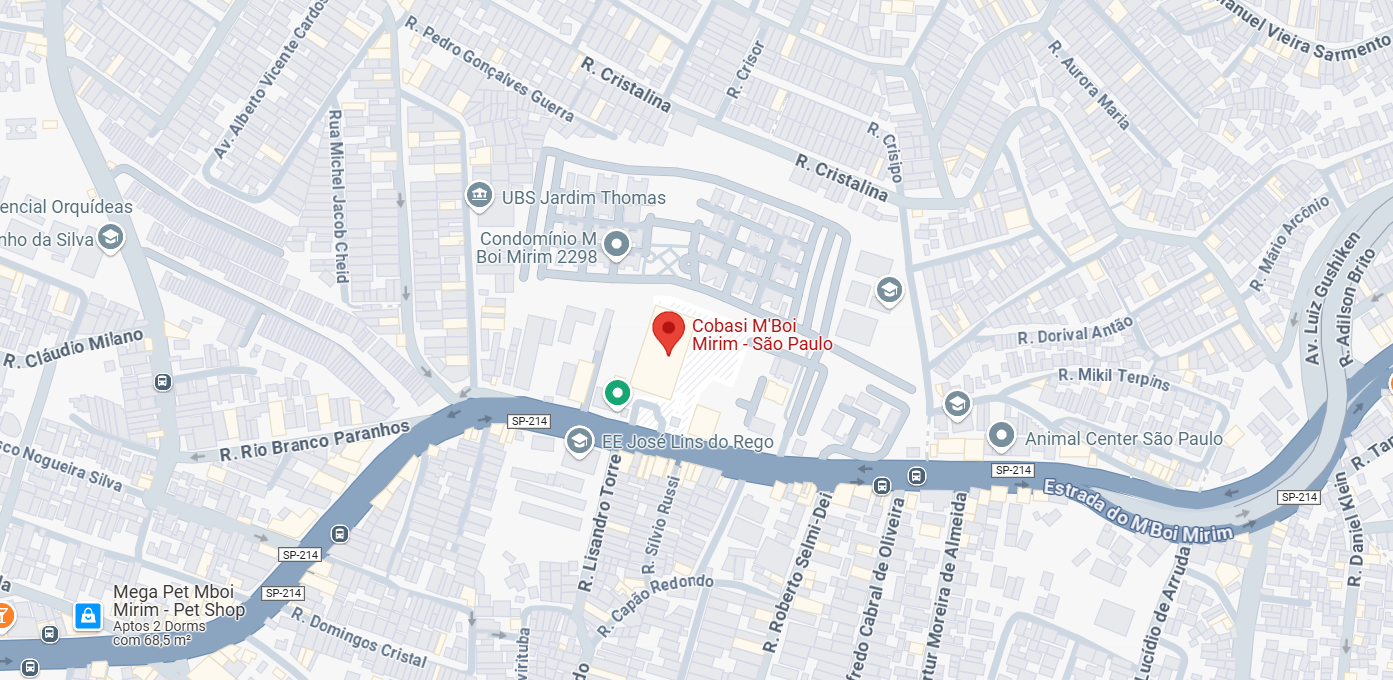 Av. Alberto Vicente Cardos
R. Pedro Gonçalves Guerra
R. Cristalina
R. Crisor
R. Aurora Maria
anuel Vieira Sarmento
Rua Michel Jacob Cheid
R. Crisipo
R. Cristalina
encial Orquídeas
nho da Silva
UBS Jardim Thomas
Condomínio M
Boi Mirim 2298
R. Máio Arcônio
Av. Luiz Gushiken
R. Adilson Brito
Cobasi M'Boi
Mirim - São Paulo
R. Dorival Antão
R. Cláudio Milano
R. Mikil Terpins
SP-214
R. Rio Branco Paranhos
EE José Lins do Rego
Animal Center São Paulo
sco Nogueira Silva
SP-214
Estrada do M'Boi Mirim
SP-214
R. Tar
R. Daniel Klein
R. Lisandro Torre
R. Silvio Russi
R. Roberto Selmi-Dei
fredo Cabral de Oliveira
rtur Moreira de Almeida
Lucídio de Arruda
SP-214
SP-214
R. Capão Redondo
la
Mega Pet Mboi
Mirim - Pet Shop
Aptos 2 Dorms
com 68,5 m²
R. Domingos Cristal
virituba
do